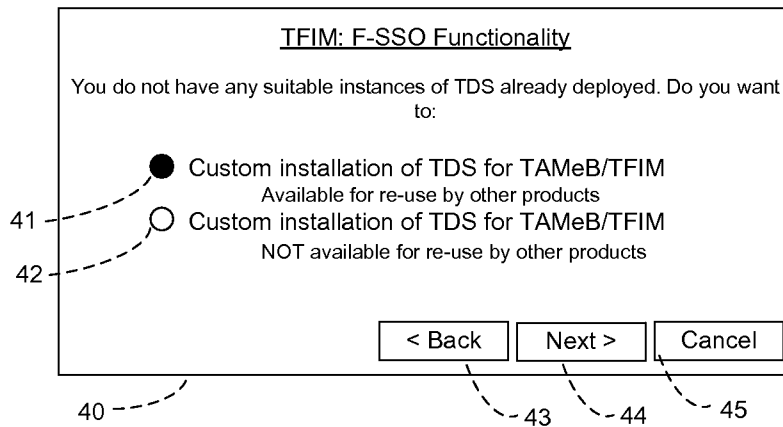 TFIM: F-SSO Functionality
You do not have any suitable instances of TDS already deployed. Do you want
to:
Custom installation of TDS for TAMeB/TFIM
Available for re-use by other products
41
Custom installation of TDS for TAMeB/TFIM
42
NOT available for re-use by other products
< Back Next > Cancel
40 43 44 45